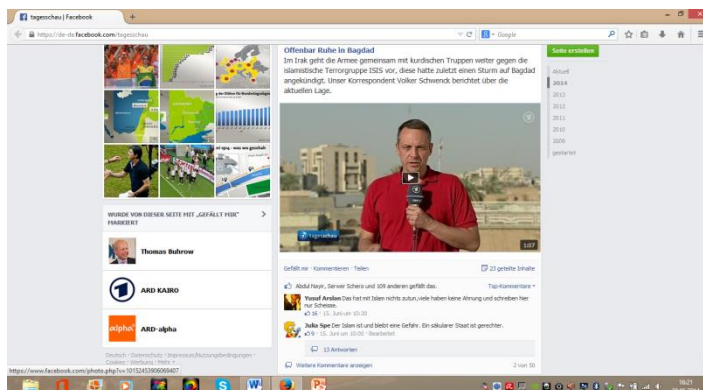 tagesschau | Facebook
https://de-de.facebook.com/tagesschau
Google
Seite erstellen
Aktuell
2014
2013
2012
2011
2010
2009
gestartet
WURDE VON DIESER SEITE MIT „GEFÄLLT MIR“
MARKIERT
Thomas Buhrow
ARD KAIRO
ARD-alpha
Deutsch · Datenschutz · Impressum/Nutzungsbedingungen ·
Cookies · Werbung · Mehr
https://www.facebook.com/photo.php?v=10152453906069407
Offenbar Ruhe in Bagdad
Im Irak geht die Armee gemeinsam mit kurdischen Truppen weiter gegen die
islamistische Terrorgruppe ISIS vor, diese hatte zuletzt einen Sturm auf Bagdad
angekündigt. Unser Korrespondent Volker Schwenck berichtet über die
aktuellen Lage.
tagesschau
1:07
Gefällt mir · Kommentieren · Teilen
23 geteilte Inhalte
Abdul Nayir, Server Schero und 109 anderen gefällt das.
Top-Kommentare
Yusuf Arslan Das hat mit Islam nichts zutun,viele haben keine Ahnung und schreiben hier
nur Scheisse.
16 · 15. Juni um 10:20
Julia Spe Der Islam ist und bleibt eine Gefahr. Ein säkularer Staat ist gerechter.
9 · 15. Juni um 10:00 · Bearbeitet
13 Antworten
Weitere Kommentare anzeigen
2 von 50
16:21